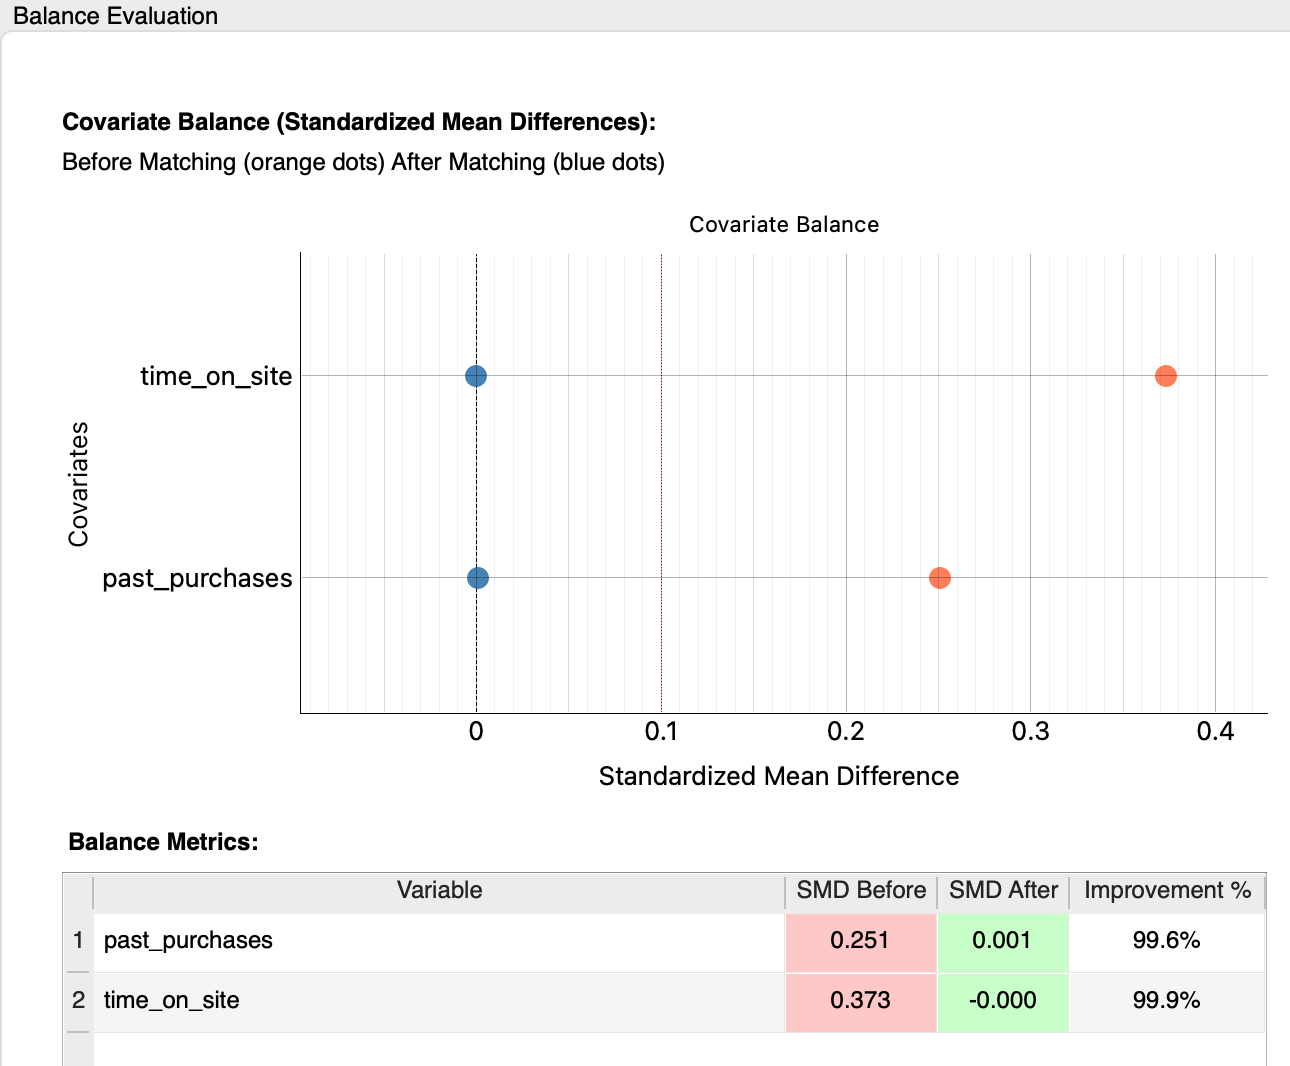 Balance Evaluation
Covariate Balance (Standardized Mean Differences):
Before Matching (orange dots) After Matching (blue dots)
Covariate Balance
time_on_site
Covariates
past_purchases
0 0.1 0.2 0.3 0.4
Standardized Mean Difference
Balance Metrics:
Variable SMD Before SMD After Improvement %
1 past_purchases 0.251 0.001 99.6%
2 time_on_site 0.373 -0.000 99.9%